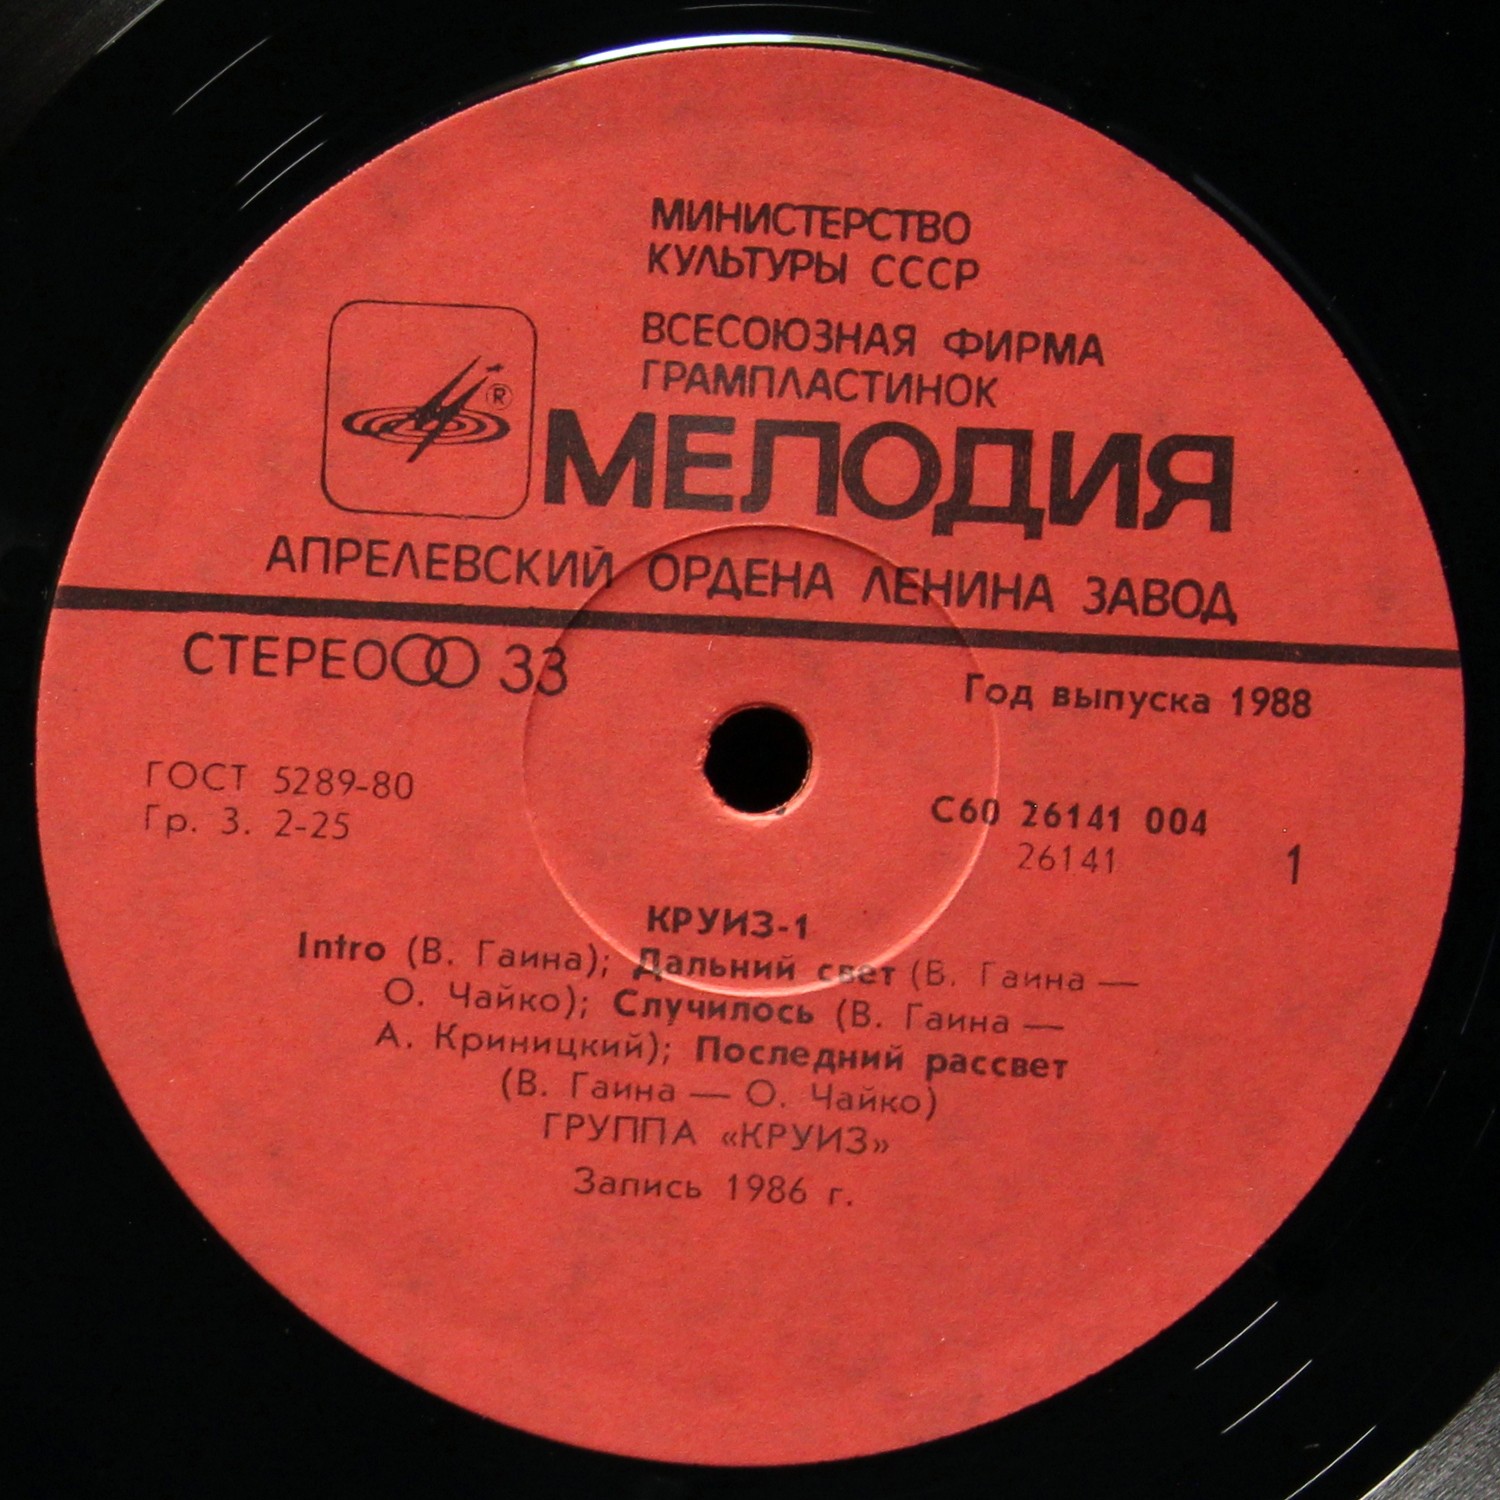 МИНИСТЕРСТВО
КУЛЬТУРЫ СССР
ВСЕСОЮЗНАЯ ФИРМА
ГРАМПЛАСТИНОК
®
МЕЛОДИЯ
АПРЕЛЕВСКИЙ ОРДЕНА ЛЕНИНА ЗАВОД
СТЕРЕО 33
Год выпуска 1988
ГОСТ 5289-80
Гр. 3. 2-25
С60 26141 004
26141
1
КРУИЗ-1
Intro (В. Гаина); Дальний свет (В. Гаина —
О. Чайко); Случилось (В. Гаина —
А. Криницкий); Последний рассвет
(В. Гаина — О. Чайко)
ГРУППА «КРУИЗ»
Запись 1986 г.